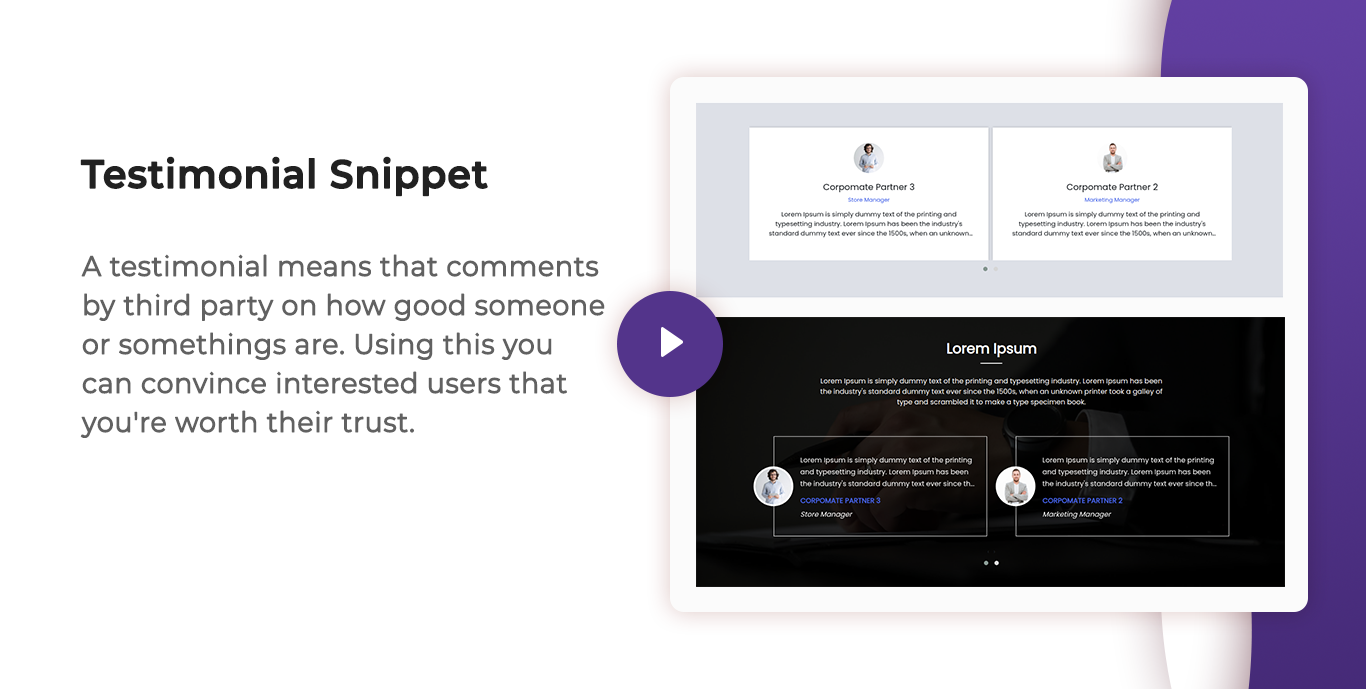 Testimonial Snippet
A testimonial means that comments
by third party on how good someone
or somethings are. Using this you
can convince interested users that
you're worth their trust.
Corpomate Partner 3
Store Manager
Lorem Ipsum is simply dummy text of the printing and
typesetting industry. Lorem Ipsum has been the industry's
standard dummy text ever since the 1500s, when an unknown...
Corpomate Partner 2
Marketing Manager
Lorem Ipsum is simply dummy text of the printing and
typesetting industry. Lorem Ipsum has been the industry's
standard dummy text ever since the 1500s, when an unknown...
Lorem Ipsum
Lorem Ipsum is simply dummy text of the printing and typesetting industry. Lorem Ipsum has been
the industry's standard dummy text ever since the 1500s, when an unknown printer took a galley of
type and scrambled it to make a type specimen book.
Lorem Ipsum is simply dummy text of the printing
and typesetting industry. Lorem Ipsum has been
the industry's standard dummy text ever since th...
CORPOMATE PARTNER 3
Store Manager
Lorem Ipsum is simply dummy text of the printing
and typesetting industry. Lorem Ipsum has been
the industry's standard dummy text ever since th...
CORPOMATE PARTNER 2
Marketing Manager